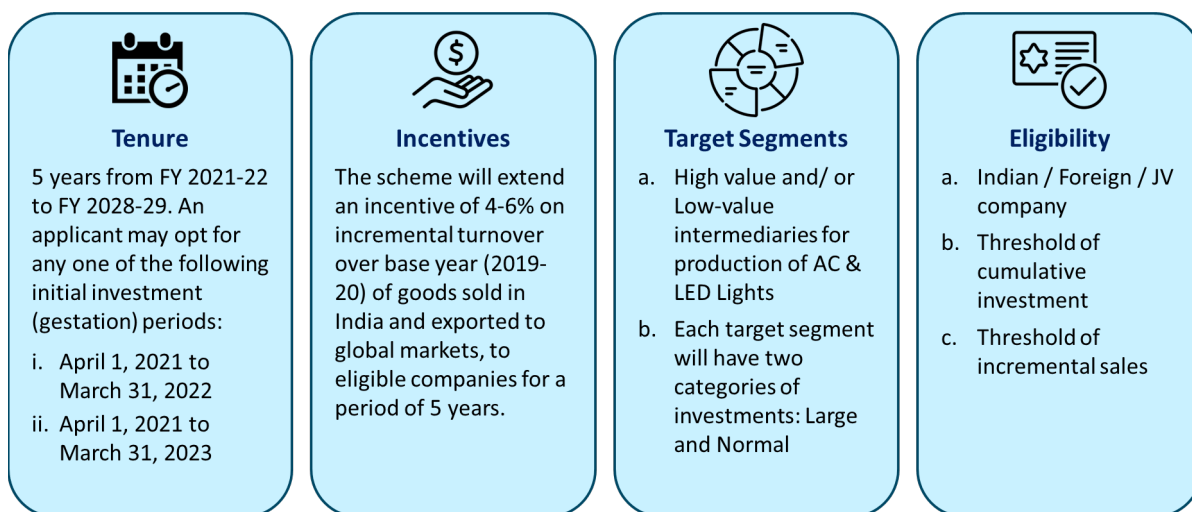 Tenure
5 years from FY 2021-22
to FY 2028-29. An
applicant may opt for
any one of the following
initial investment
(gestation) periods:
i. April 1, 2021 to
March 31, 2022
ii. April 1, 2021 to
March 31, 2023
$
Incentives
The scheme will extend
an incentive of 4-6% on
incremental turnover
over base year (2019-
20) of goods sold in
India and exported to
global markets, to
eligible companies for a
period of 5 years.
Target Segments
a. High value and/ or
Low-value
intermediaries for
production of AC &
LED Lights
b. Each target segment
will have two
categories of
investments: Large
and Normal
Eligibility
a. Indian / Foreign / JV
company
b. Threshold of
cumulative
investment
c. Threshold of
incremental sales